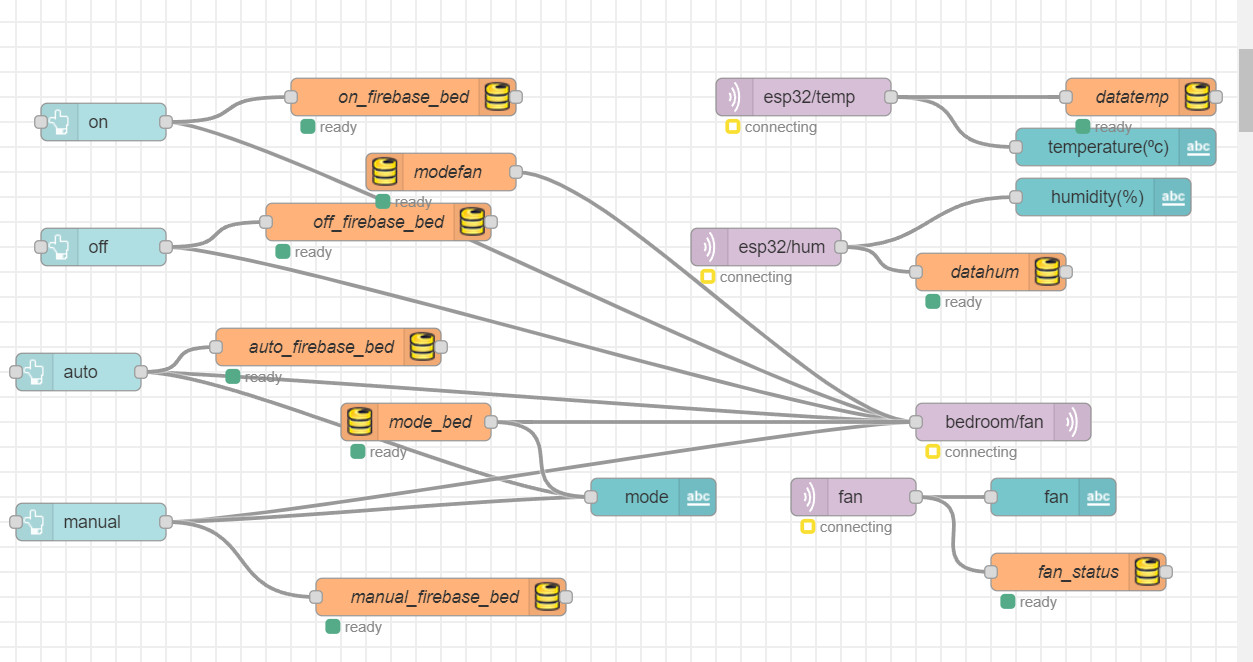 on_firebase_bed
ready
on
modefan
ready
off_firebase_bed
ready
off
auto_firebase_bed
ready
auto
mode_bed
ready
manual
manual_firebase_bed
ready
mode
abc
esp32/temp
connecting
datatemp
ready
temperature(ºc)
abc
humidity(%)
abc
esp32/hum
connecting
datahum
ready
bedroom/fan
connecting
fan
connecting
fan
abc
fan_status
ready